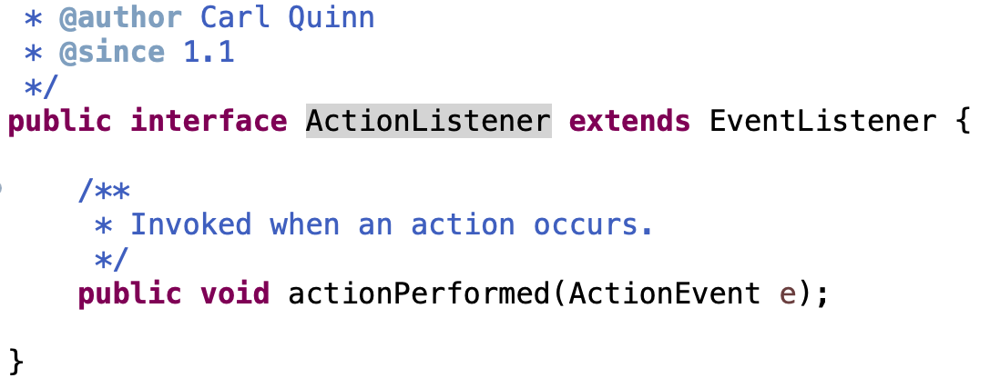 * @author Carl Quinn
 * @since 1.1
 */
public interface ActionListener extends EventListener {
    /**
     * Invoked when an action occurs.
     */
    public void actionPerformed(ActionEvent e);
}